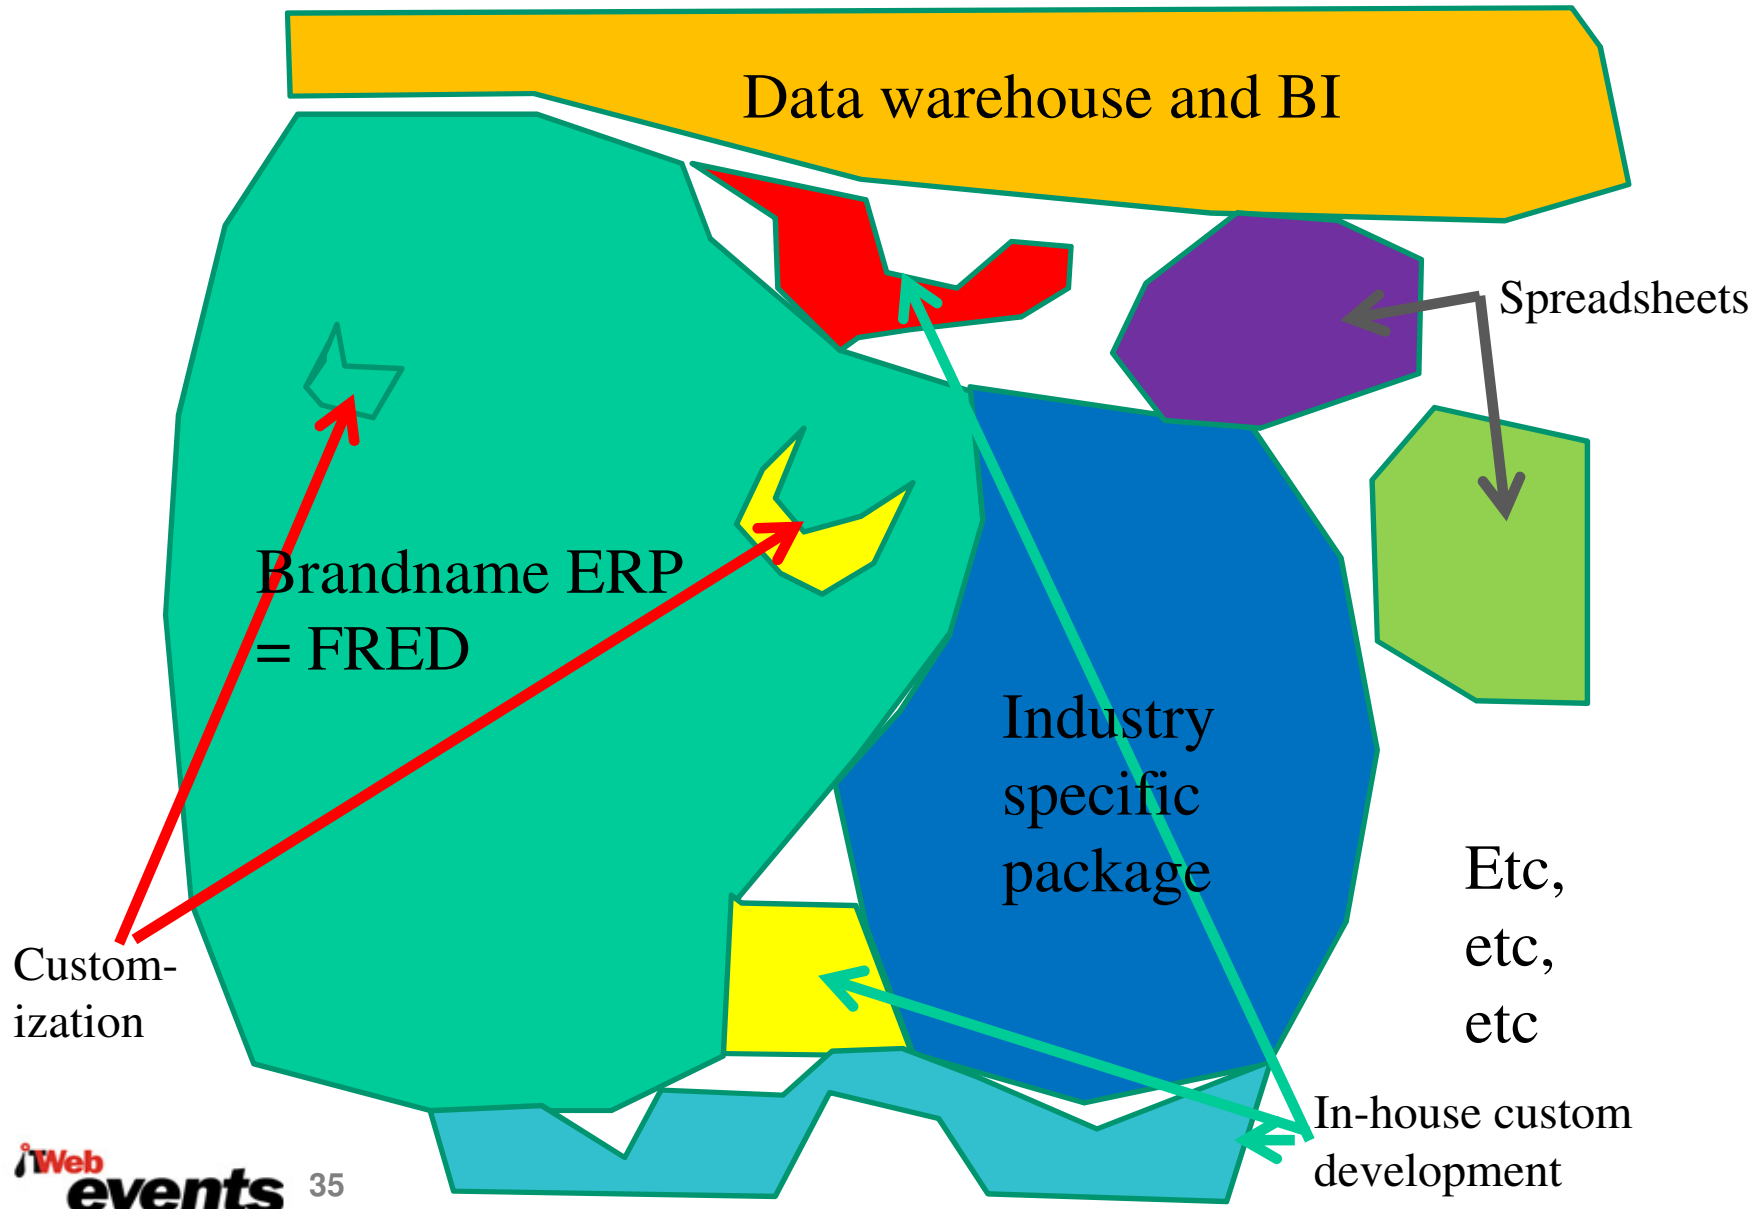 Data warehouse and BI
Spreadsheets
Brandname ERP
= FRED
Industry
specific
package
Etc,
etc,
etc
Custom-
ization
In-house custom
development
iTWeb
events
35